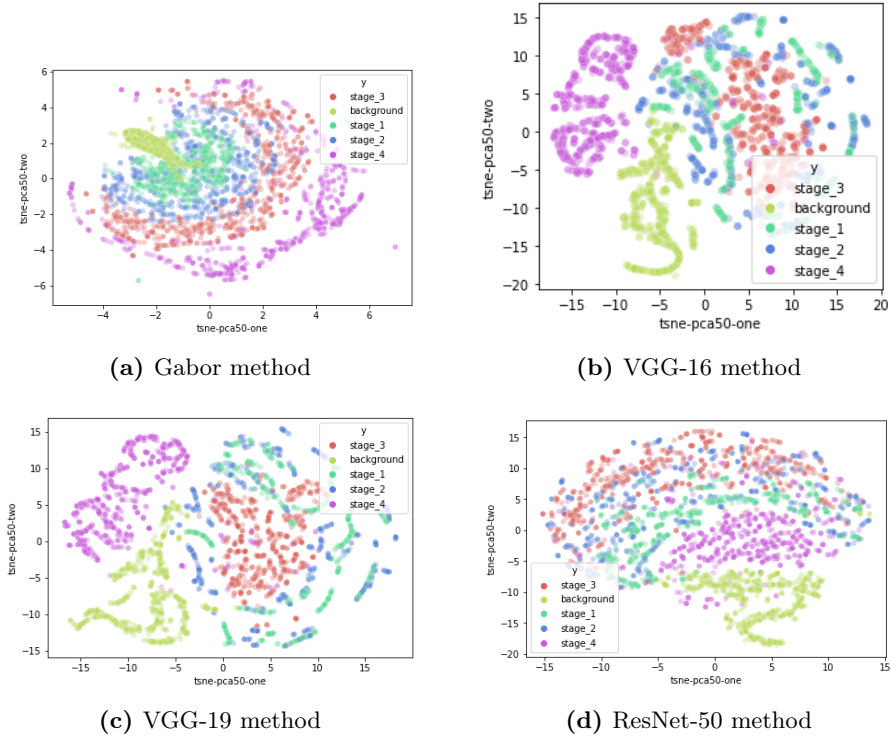 tsne-pca50-two
6
4
2
0
−2
−4
−6
−4
−2
0
2
4
6
tsne-pca50-one
y
stage_3
background
stage_1
stage_2
stage_4
(a) Gabor method
tsne-pca50-two
15
10
5
0
−5
−10
−15
−20
−15
−10
−5
0
5
10
15
20
tsne-pca50-one
y
stage_3
background
stage_1
stage_2
stage_4
(b) VGG-16 method
tsne-pca50-two
15
10
5
0
−5
−10
−15
−15
−10
−5
0
5
10
15
tsne-pca50-one
y
stage_3
background
stage_1
stage_2
stage_4
(c) VGG-19 method
tsne-pca50-two
15
10
5
0
−5
−10
−15
−20
−15
−10
−5
0
5
10
15
tsne-pca50-one
y
stage_3
background
stage_1
stage_2
stage_4
(d) ResNet-50 method